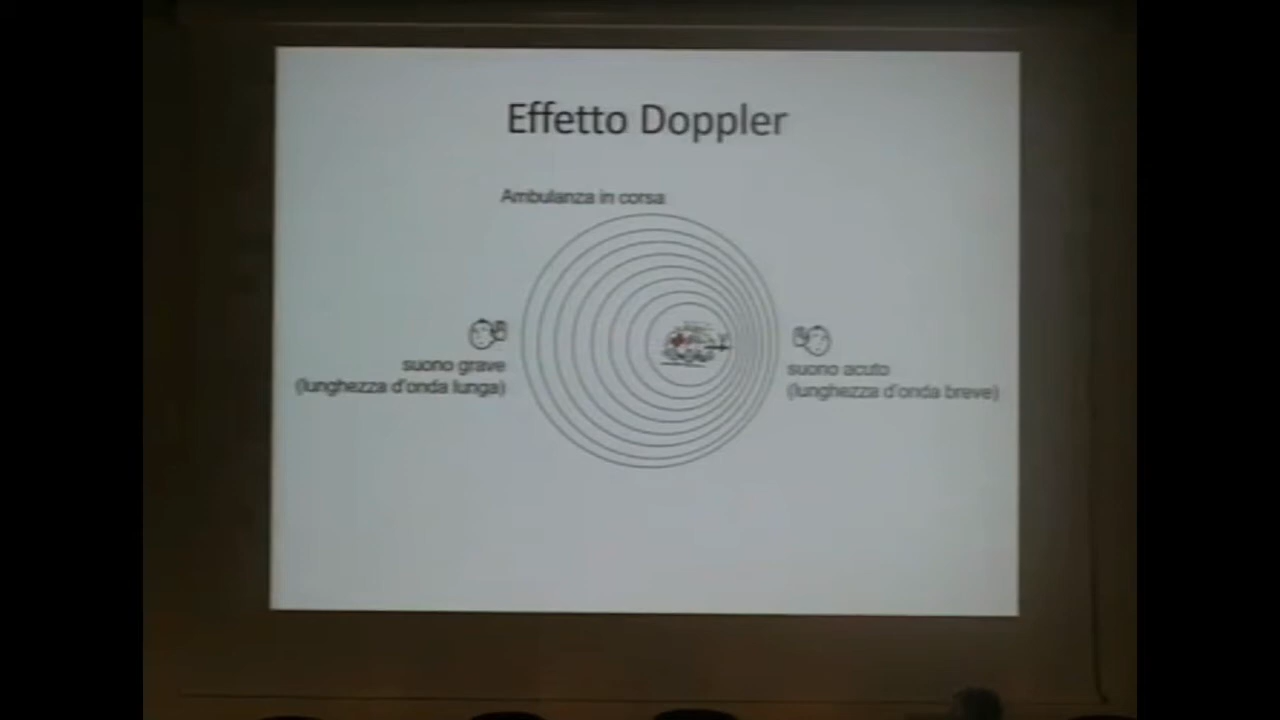 Effetto Doppler
Ambulanza in corsa
suono grave
(lunghezza d'onda lunga)
suono acuto
(lunghezza d'onda breve)